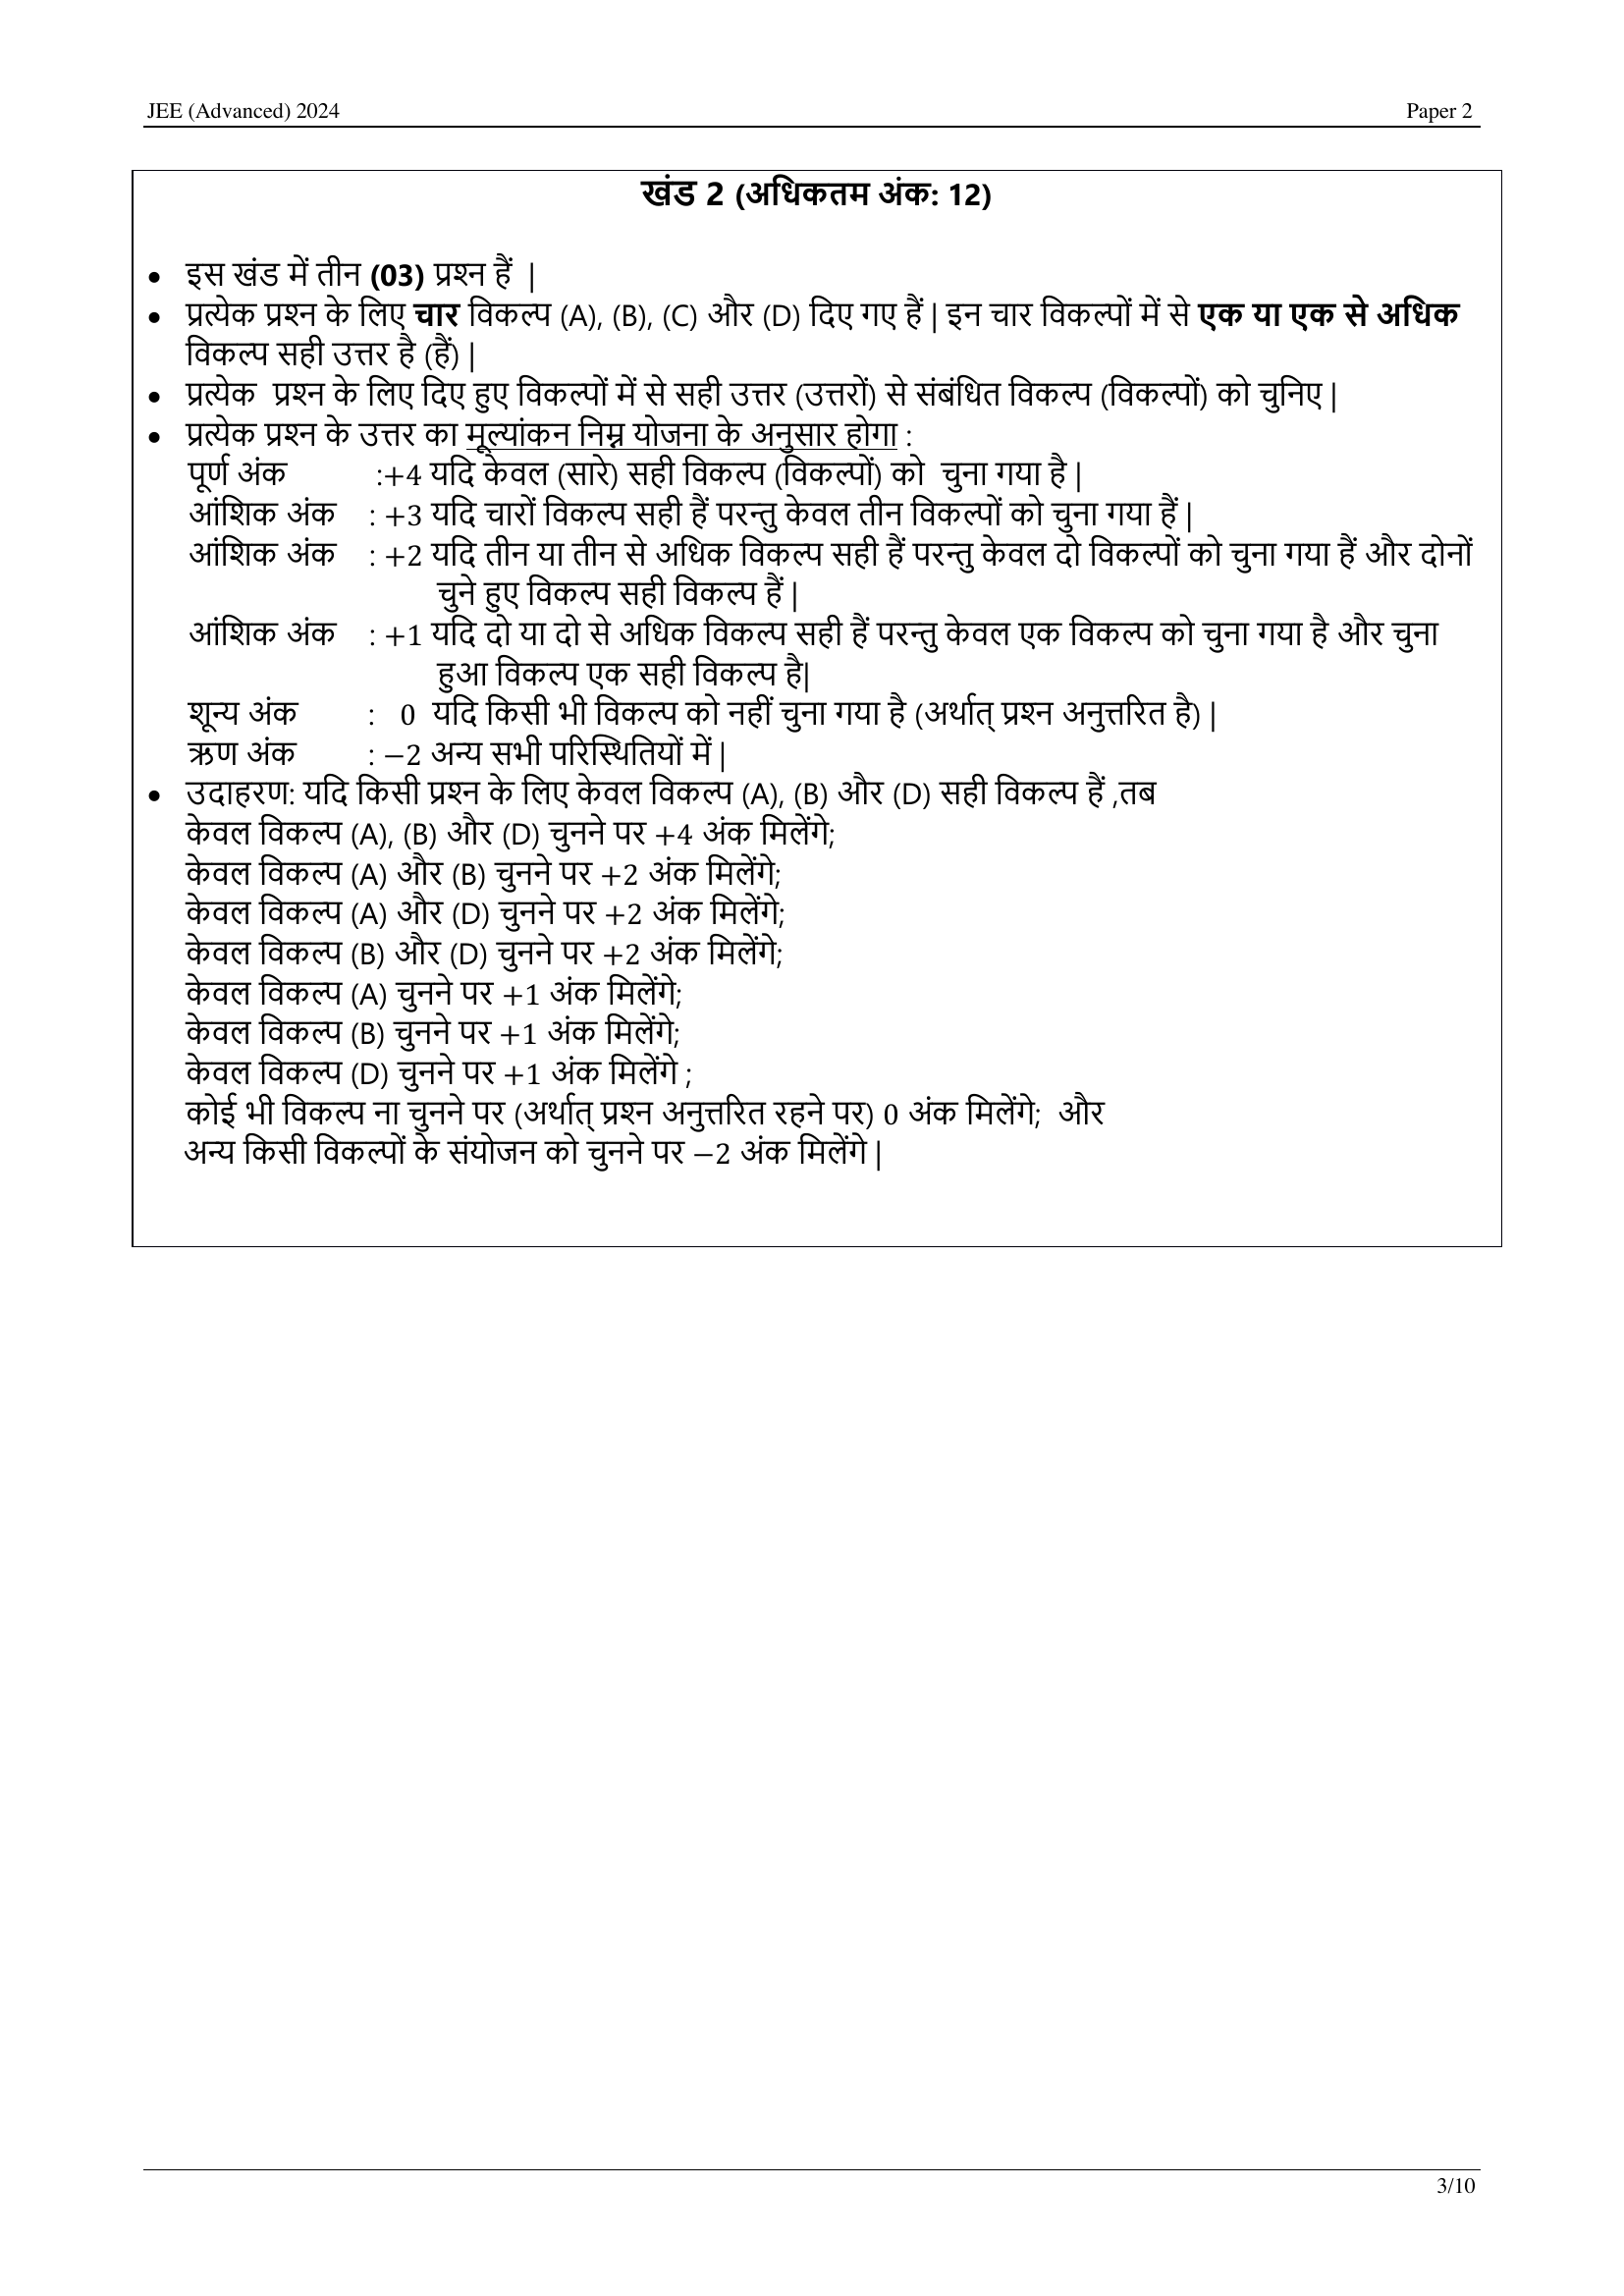 JEE (Advanced) 2024 Paper 2
खंड 2 (अधिकतम अंक: 12)
• इस खंड में तीन (03) प्रश्न हैं |
• प्रत्येक प्रश्न के लिए चार विकल्प (A), (B), (C) और (D) दिए गए हैं | इन चार विकल्पों में से एक या एक से अधिक
विकल्प सही उत्तर है (हैं) |
• प्रत्येक प्रश्न के लिए दिए हुए विकल्पों में से सही उत्तर (उत्तरों) से संबंधित विकल्प (विकल्पों) को चुनिए |
• प्रत्येक प्रश्न के उत्तर का मूल्यांकन निम्न योजना के अनुसार होगा :
पूर्ण अंक :+4 यदि केवल (सारे) सही विकल्प (विकल्पों) को चुना गया है |
आंशिक अंक : +3 यदि चारों विकल्प सही हैं परन्तु केवल तीन विकल्पों को चुना गया हैं |
आंशिक अंक : +2 यदि तीन या तीन से अधिक विकल्प सही हैं परन्तु केवल दो विकल्पों को चुना गया हैं और दोनों
चुने हुए विकल्प सही विकल्प हैं |
आंशिक अंक : +1 यदि दो या दो से अधिक विकल्प सही हैं परन्तु केवल एक विकल्प को चुना गया है और चुना
हुआ विकल्प एक सही विकल्प है|
शून्य अंक : 0 यदि किसी भी विकल्प को नहीं चुना गया है (अर्थात् प्रश्न अनुत्तरित है) |
ऋण अंक : −2 अन्य सभी परिस्थितियों में |
• उदाहरण: यदि किसी प्रश्न के लिए केवल विकल्प (A), (B) और (D) सही विकल्प हैं ,तब
केवल विकल्प (A), (B) और (D) चुनने पर +4 अंक मिलेंगे;
केवल विकल्प (A) और (B) चुनने पर +2 अंक मिलेंगे;
केवल विकल्प (A) और (D) चुनने पर +2 अंक मिलेंगे;
केवल विकल्प (B) और (D) चुनने पर +2 अंक मिलेंगे;
केवल विकल्प (A) चुनने पर +1 अंक मिलेंगे;
केवल विकल्प (B) चुनने पर +1 अंक मिलेंगे;
केवल विकल्प (D) चुनने पर +1 अंक मिलेंगे ;
कोई भी विकल्प ना चुनने पर (अर्थात् प्रश्न अनुत्तरित रहने पर) 0 अंक मिलेंगे; और
अन्य किसी विकल्पों के संयोजन को चुनने पर −2 अंक मिलेंगे |
3/10